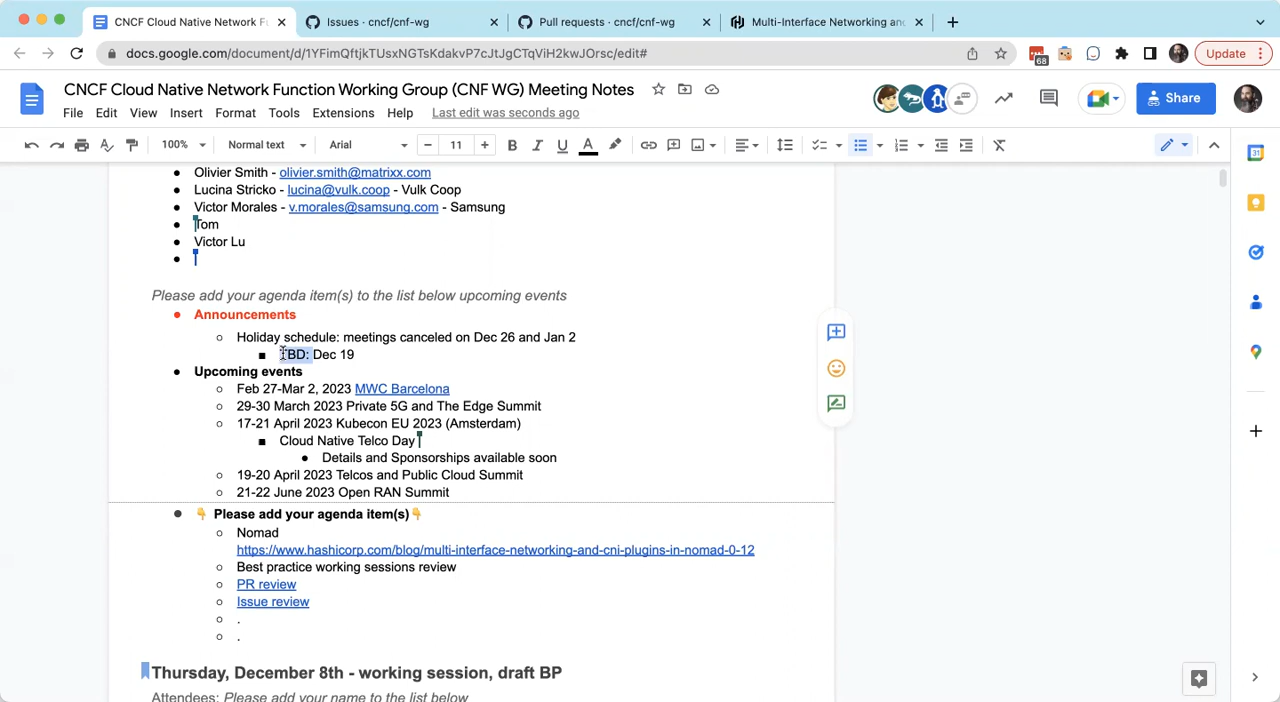 CNCF Cloud Native Network F
Issues · cncf/cnf-wg
Pull requests · cncf/cnf-wg
Multi-Interface Networking and
docs.google.com/document/d/1YFimQftjkTUsxNGTsKdakvP7cJtJgCTqViH2kwJOrsc/edit#
68
Update
CNCF Cloud Native Network Function Working Group (CNF WG) Meeting Notes
File Edit View Insert Format Tools Extensions Help Last edit was seconds ago
Share
100% Normal text Arial 11 B I U A
31
Olivier Smith - olivier.smith@matrixx.com
Lucina Stricko - lucina@vulk.coop - Vulk Coop
Victor Morales - v.morales@samsung.com - Samsung
Tom
Victor Lu
Please add your agenda item(s) to the list below upcoming events
Announcements
Holiday schedule: meetings canceled on Dec 26 and Jan 2
TBD: Dec 19
Upcoming events
Feb 27-Mar 2, 2023 MWC Barcelona
29-30 March 2023 Private 5G and The Edge Summit
17-21 April 2023 Kubecon EU 2023 (Amsterdam)
Cloud Native Telco Day
Details and Sponsorships available soon
19-20 April 2023 Telcos and Public Cloud Summit
21-22 June 2023 Open RAN Summit
👇 Please add your agenda item(s)👇
Nomad
https://www.hashicorp.com/blog/multi-interface-networking-and-cni-plugins-in-nomad-0-12
Best practice working sessions review
PR review
Issue review
.
.
Thursday, December 8th - working session, draft BP
Attendees: Please add your name to the list below